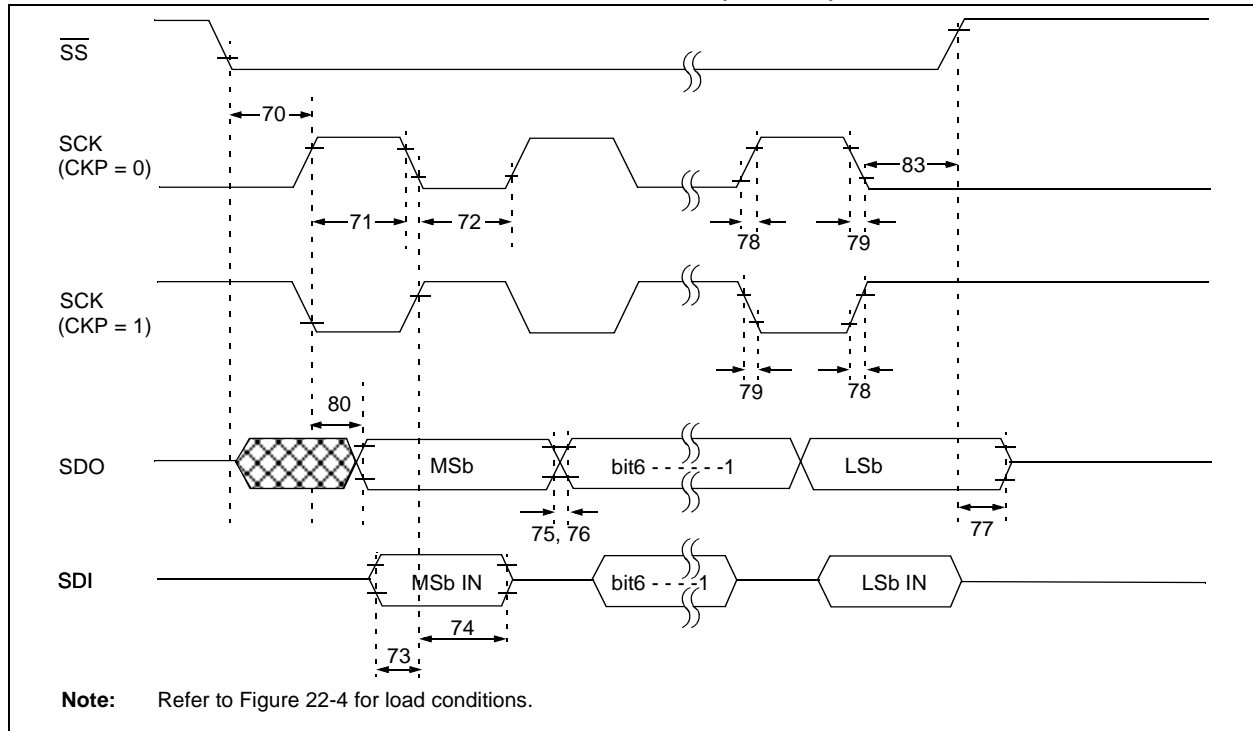 SS
70
SCK
(CKP = 0)
83
71
72
78
79
SCK
(CKP = 1)
79
78
80
SDO
MSb
bit6 - - - - - -1
LSb
75, 76
77
SDI
MSb IN
bit6 - - - -1
LSb IN
74
73
Note: Refer to Figure 22-4 for load conditions.